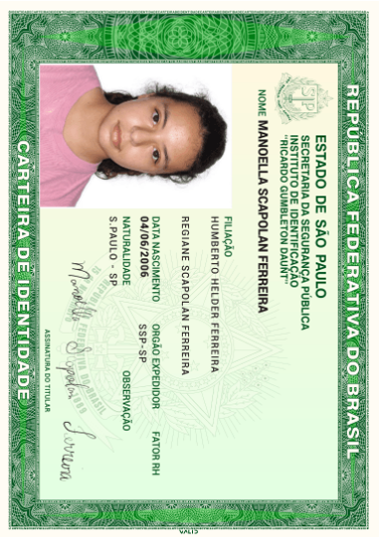 REPÚBLICA FEDERATIVA DO BRASIL
ESTADO DE SÃO PAULO
SECRETARIA DA SEGURANÇA PÚBLICA
INSTITUTO DE IDENTIFICAÇÃO
"RICARDO GUMBLETON DAUNT"
NOME MANOELLA SCAPOLAN FERREIRA
FILIAÇÃO
HUMBERTO HELDER FERREIRA
REGIANE SCAPOLAN FERREIRA
DATA NASCIMENTO ORGÃO EXPEDIDOR FATOR RH
04/06/2006 SSP-SP
NATURALIDADE OBSERVAÇÃO
S.PAULO - SP
Manoella Scapolan Ferreira
ASSINATURA DO TITULAR
CARTEIRA DE IDENTIDADE